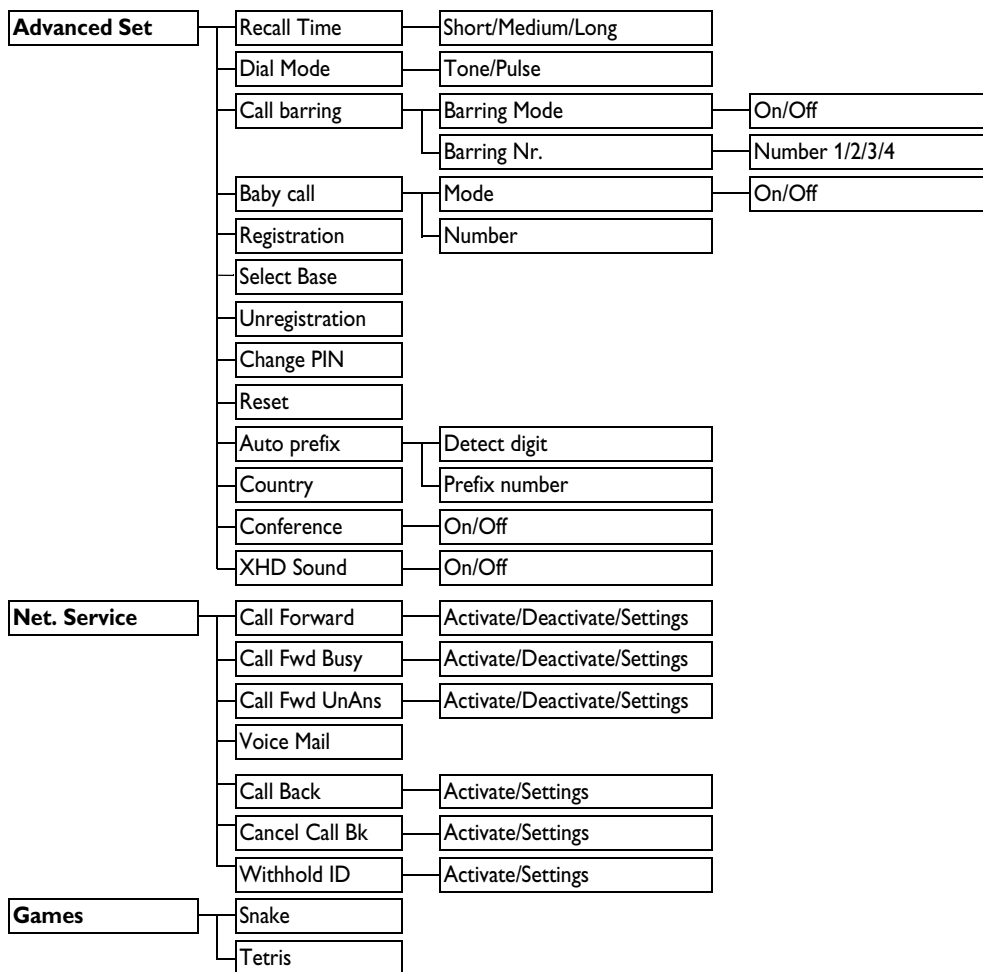 Advanced Set Recall Time Short/Medium/Long
Dial Mode Tone/Pulse
Call barring Barring Mode On/Off
Barring Nr. Number 1/2/3/4
Baby call Mode On/Off
Registration Number
Select Base
Unregistration
Change PIN
Reset
Auto prefix Detect digit
Country Prefix number
Conference On/Off
XHD Sound On/Off
Net. Service Call Forward Activate/Deactivate/Settings
Call Fwd Busy Activate/Deactivate/Settings
Call Fwd UnAns Activate/Deactivate/Settings
Voice Mail
Call Back Activate/Settings
Cancel Call Bk Activate/Settings
Withhold ID Activate/Settings
Games Snake
Tetris